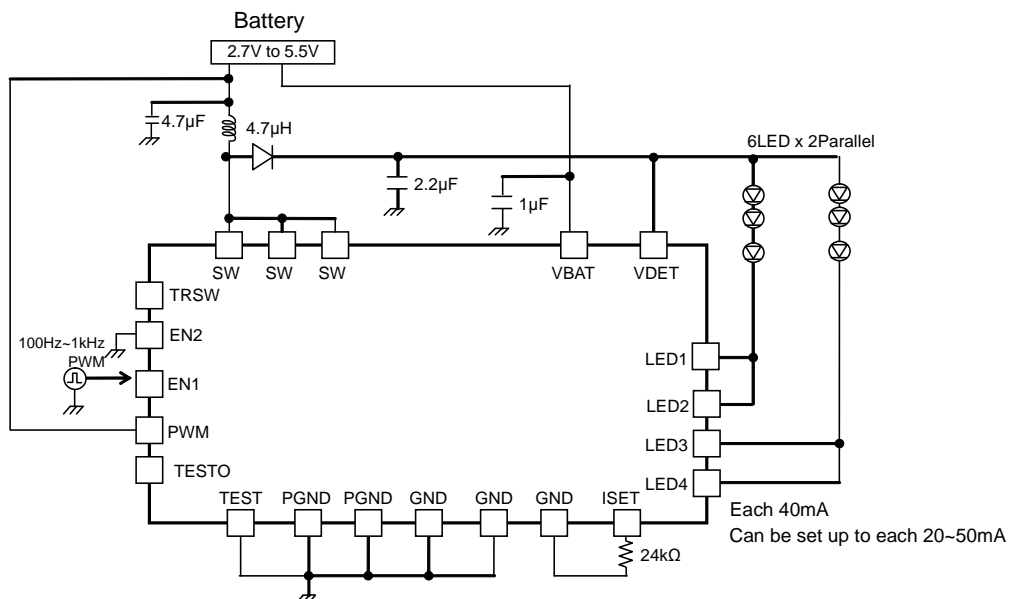 Battery
2.7V to 5.5V
4.7µF
4.7µH
6LED x 2Parallel
2.2µF
1µF
SW
SW
SW
VBAT
VDET
TRSW
EN2
100Hz~1kHz
PWM
EN1
PWM
TESTO
LED1
LED2
LED3
LED4
TEST
PGND
PGND
GND
GND
GND
ISET
24kΩ
Each 40mA
Can be set up to each 20~50mA